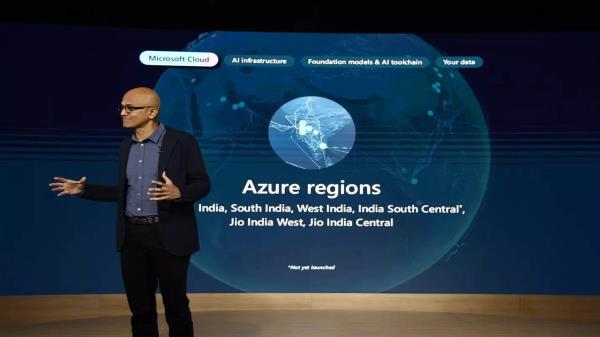 Microsoft Cloud
AI infrastructure
Foundation models & AI toolchain
Your data
Azure regions
India, South India, West India, India South Central*,
Jio India West, Jio India Central
*Not yet launched